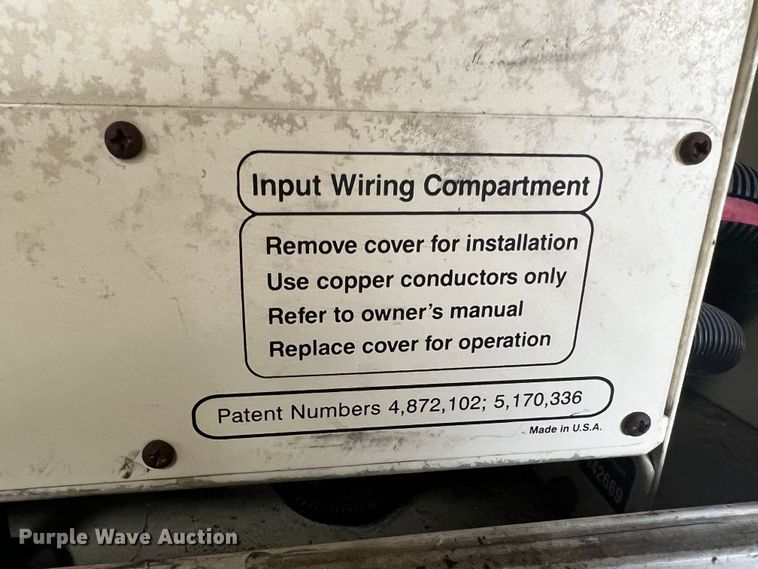 Input Wiring Compartment
Remove cover for installation
Use copper conductors only
Refer to owner's manual
Replace cover for operation
Patent Numbers 4,872,102; 5,170,336
Made in U.S.A.
Purple Wave Auction